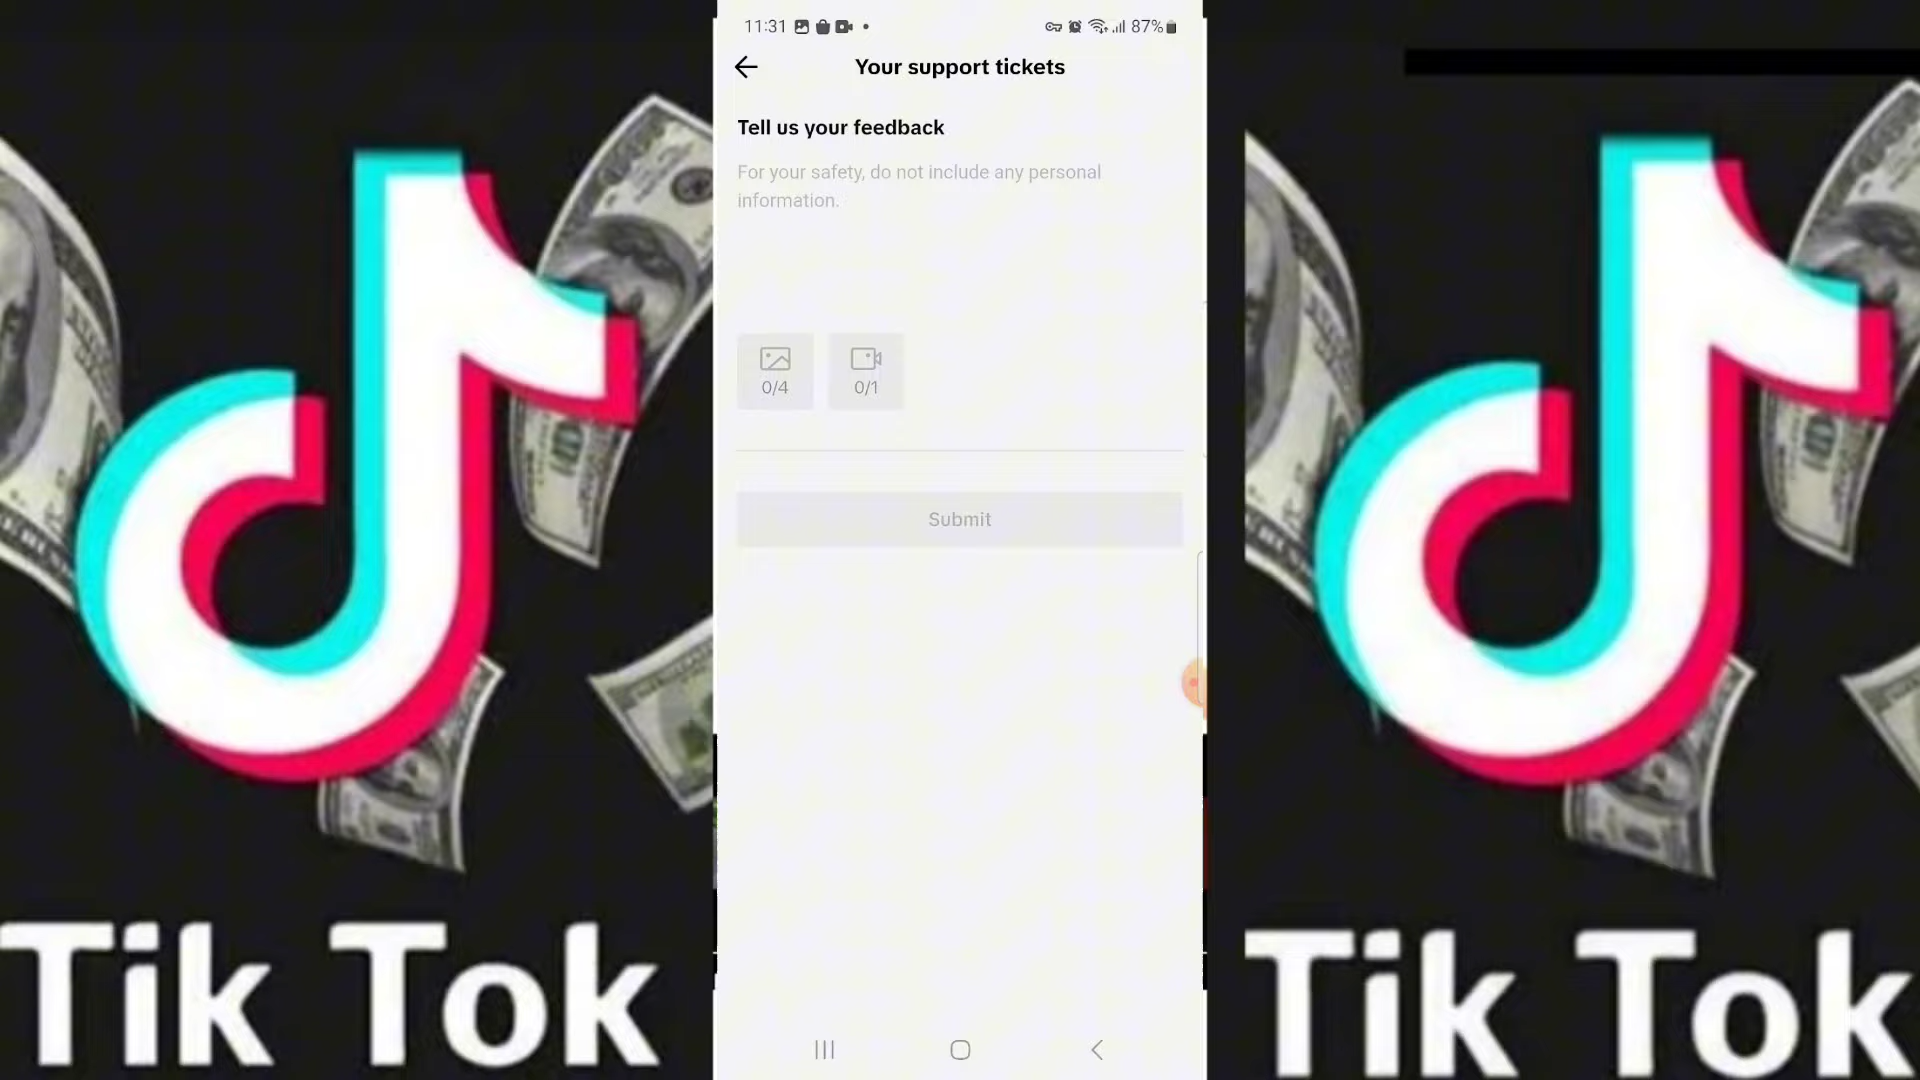 11:31
87%
Your support tickets
Tell us your feedback
For your safety, do not include any personal
information.
0/4
0/1
Submit
Tik Tok
Tik Tok